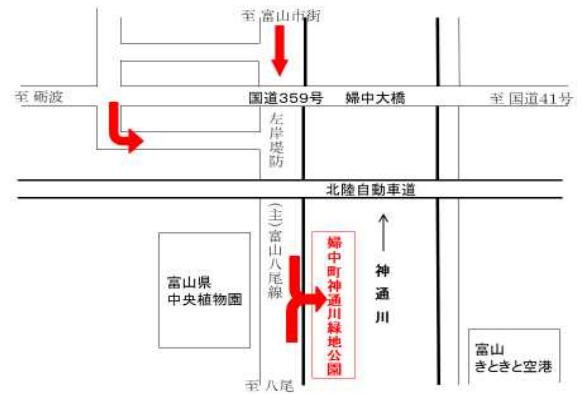 至 富山市街
至 砺波
国道359号
婦中大橋
至 国道41号
左岸堤防
北陸自動車道
(主)富山八尾線
婦中町神通川緑地公園
神通川
富山県
中央植物園
富山
きときと空港
至 八尾